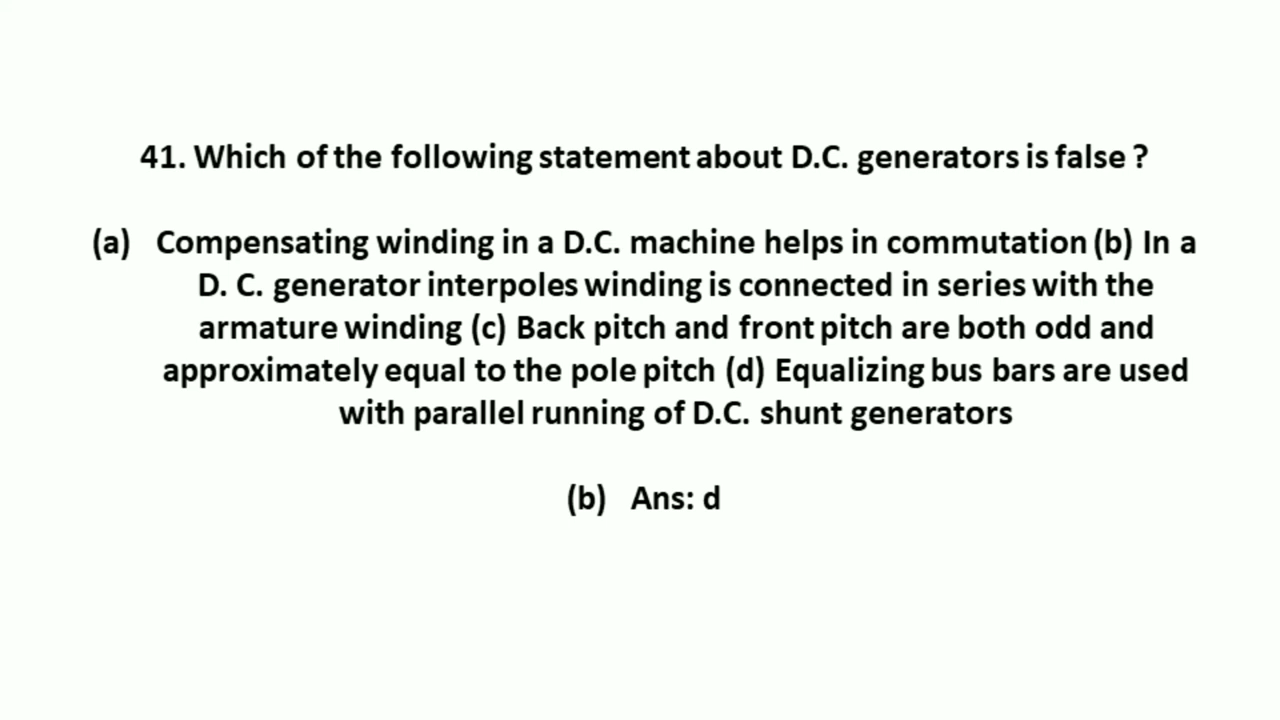 41. Which of the following statement about D.C. generators is false ?
(a) Compensating winding in a D.C. machine helps in commutation (b) In a
D. C. generator interpoles winding is connected in series with the
armature winding (c) Back pitch and front pitch are both odd and
approximately equal to the pole pitch (d) Equalizing bus bars are used
with parallel running of D.C. shunt generators
(b) Ans: d